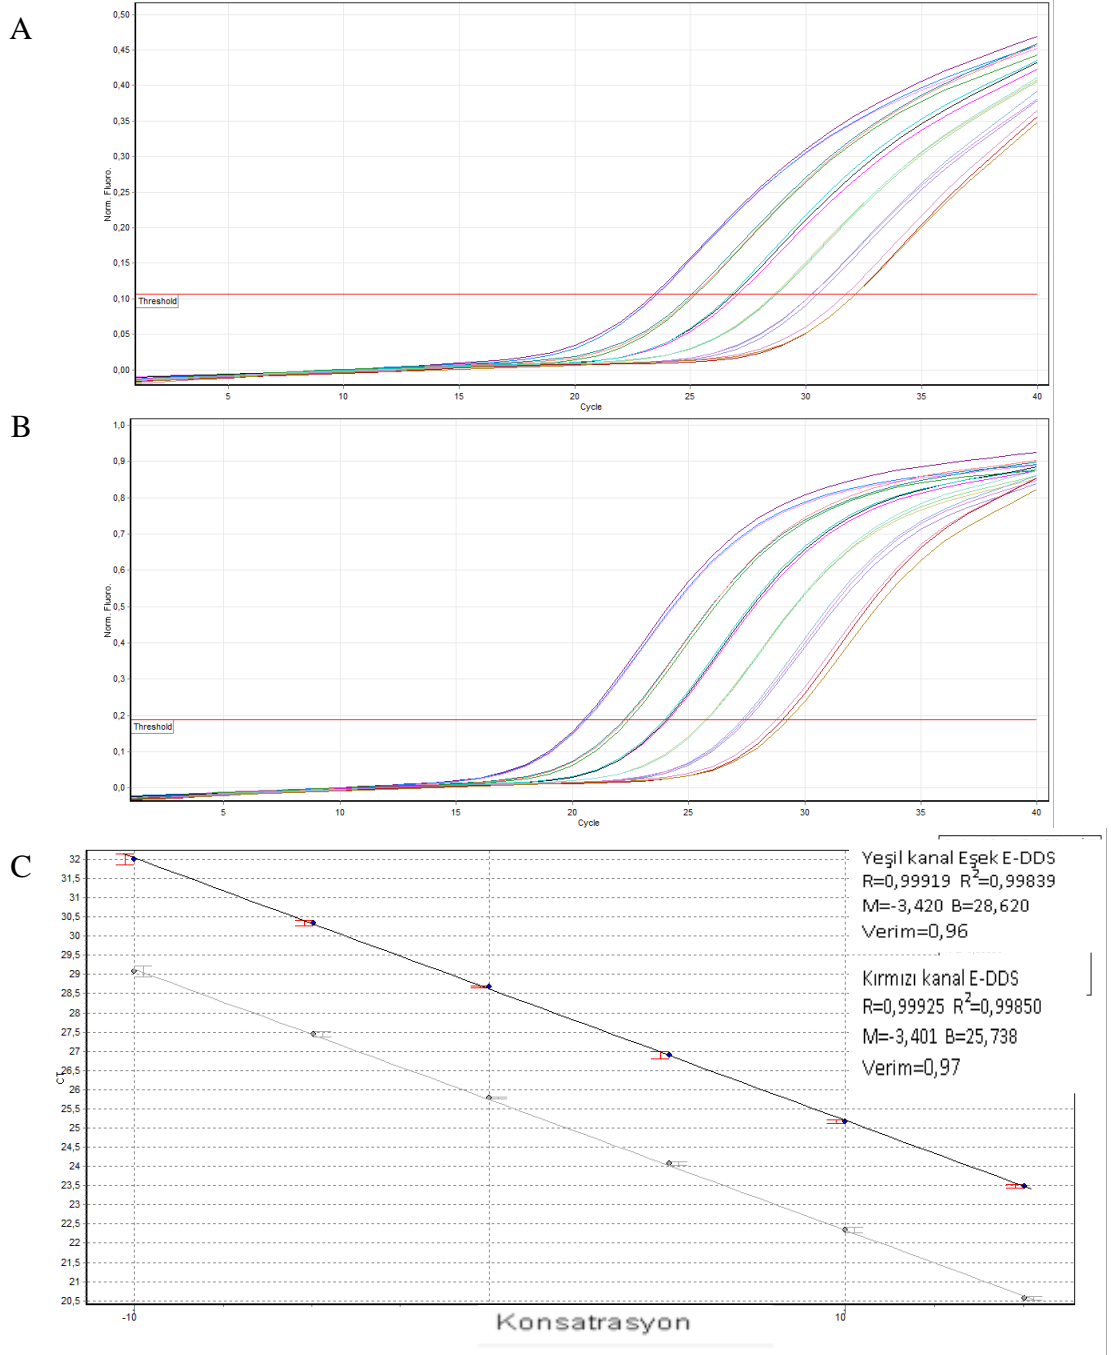 A
0,50
0,45
0,40
0,35
0,30
0,25
0,20
0,15
0,10
0,05
0,00
Norm. Fluoro.
Threshold
5 10 15 20 25 30 35 40
Cycle
B
1,0
0,9
0,8
0,7
0,6
0,5
0,4
0,3
0,2
0,1
0,0
Norm. Fluoro.
Threshold
5 10 15 20 25 30 35 40
Cycle
C
32
31,5
31
30,5
30
29,5
29
28,5
28
27,5
27
26,5
26
25,5
25
24,5
24
23,5
23
22,5
22
21,5
21
20,5
CT
Yeşil kanal Eşek E-DDS
R=0,99919 R²=0,99839
M=-3,420 B=28,620
Verim=0,96
Kırmızı kanal E-DDS
R=0,99925 R²=0,99850
M=-3,401 B=25,738
Verim=0,97
-10 10
Konsatrasyon